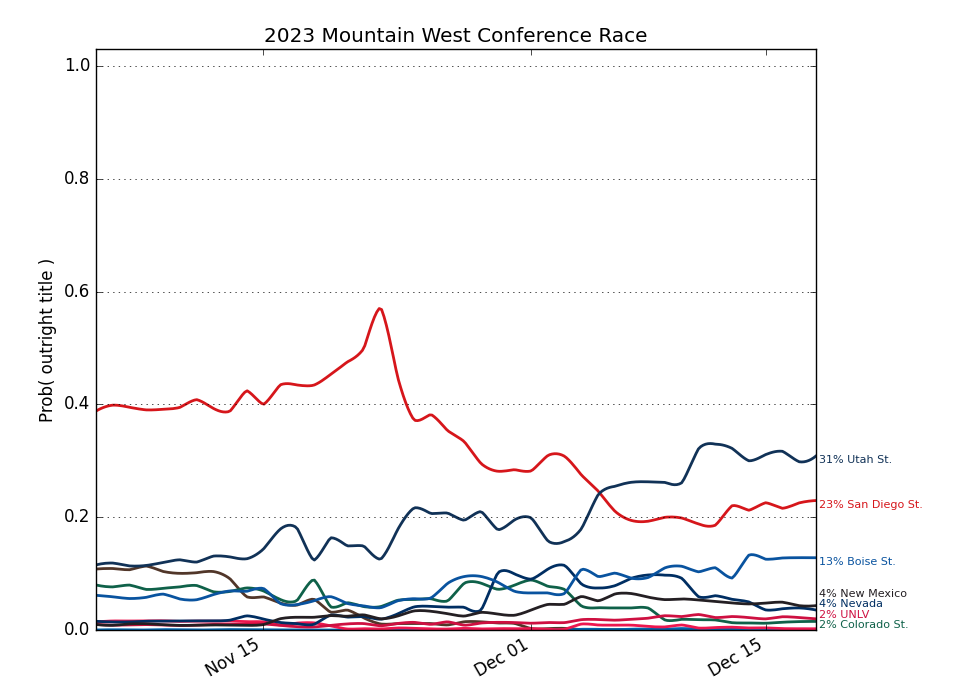 2023 Mountain West Conference Race
1.0
0.8
0.6
0.4
0.2
0.0
Prob( outright title )
Nov 15
Dec 01
Dec 15
31% Utah St.
23% San Diego St.
13% Boise St.
4% New Mexico
4% Nevada
2% UNLV
2% Colorado St.